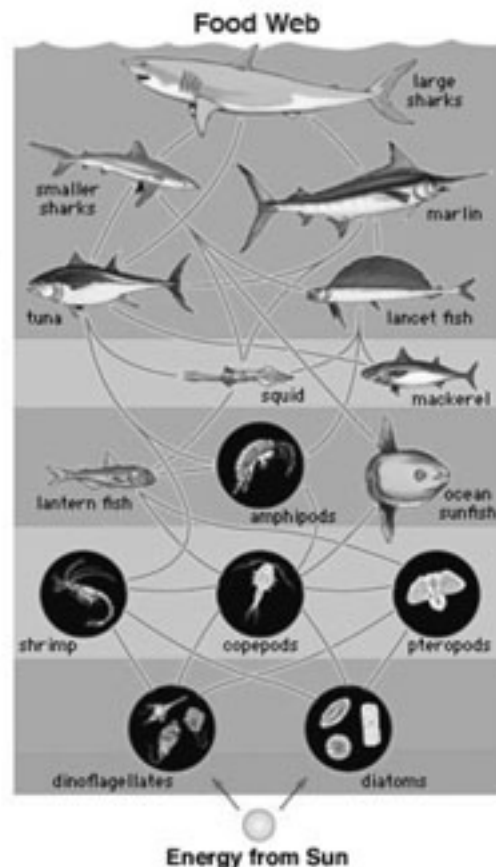 Food Web
large
sharks
smaller
sharks
marlin
tuna
lancet fish
squid
mackerel
lantern fish
amphipods
ocean
sunfish
shrimp
copepods
pteropods
dinoflagellates
diatoms
Energy from Sun